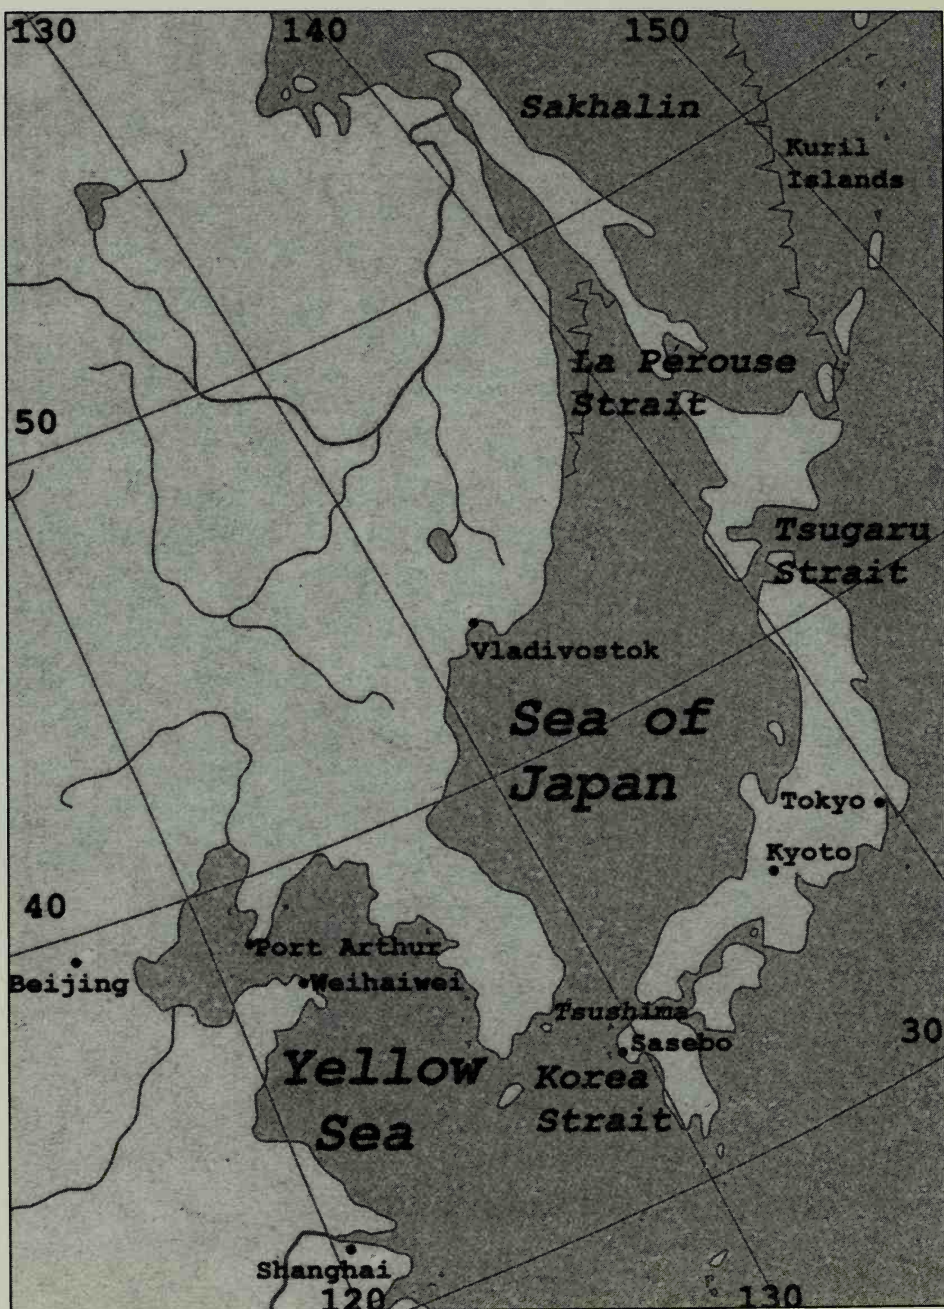 130
140
150
Sakhalin
Kuril
Islands
La Perouse
Strait
50
Tsugaru
Strait
Vladivostok
Sea of
Japan
Tokyo
Kyoto
40
Port Arthur
Beijing
Weihaiwei
Tsushima
Sasebo
30
Yellow
Sea
Korea
Strait
Shanghai
120
130